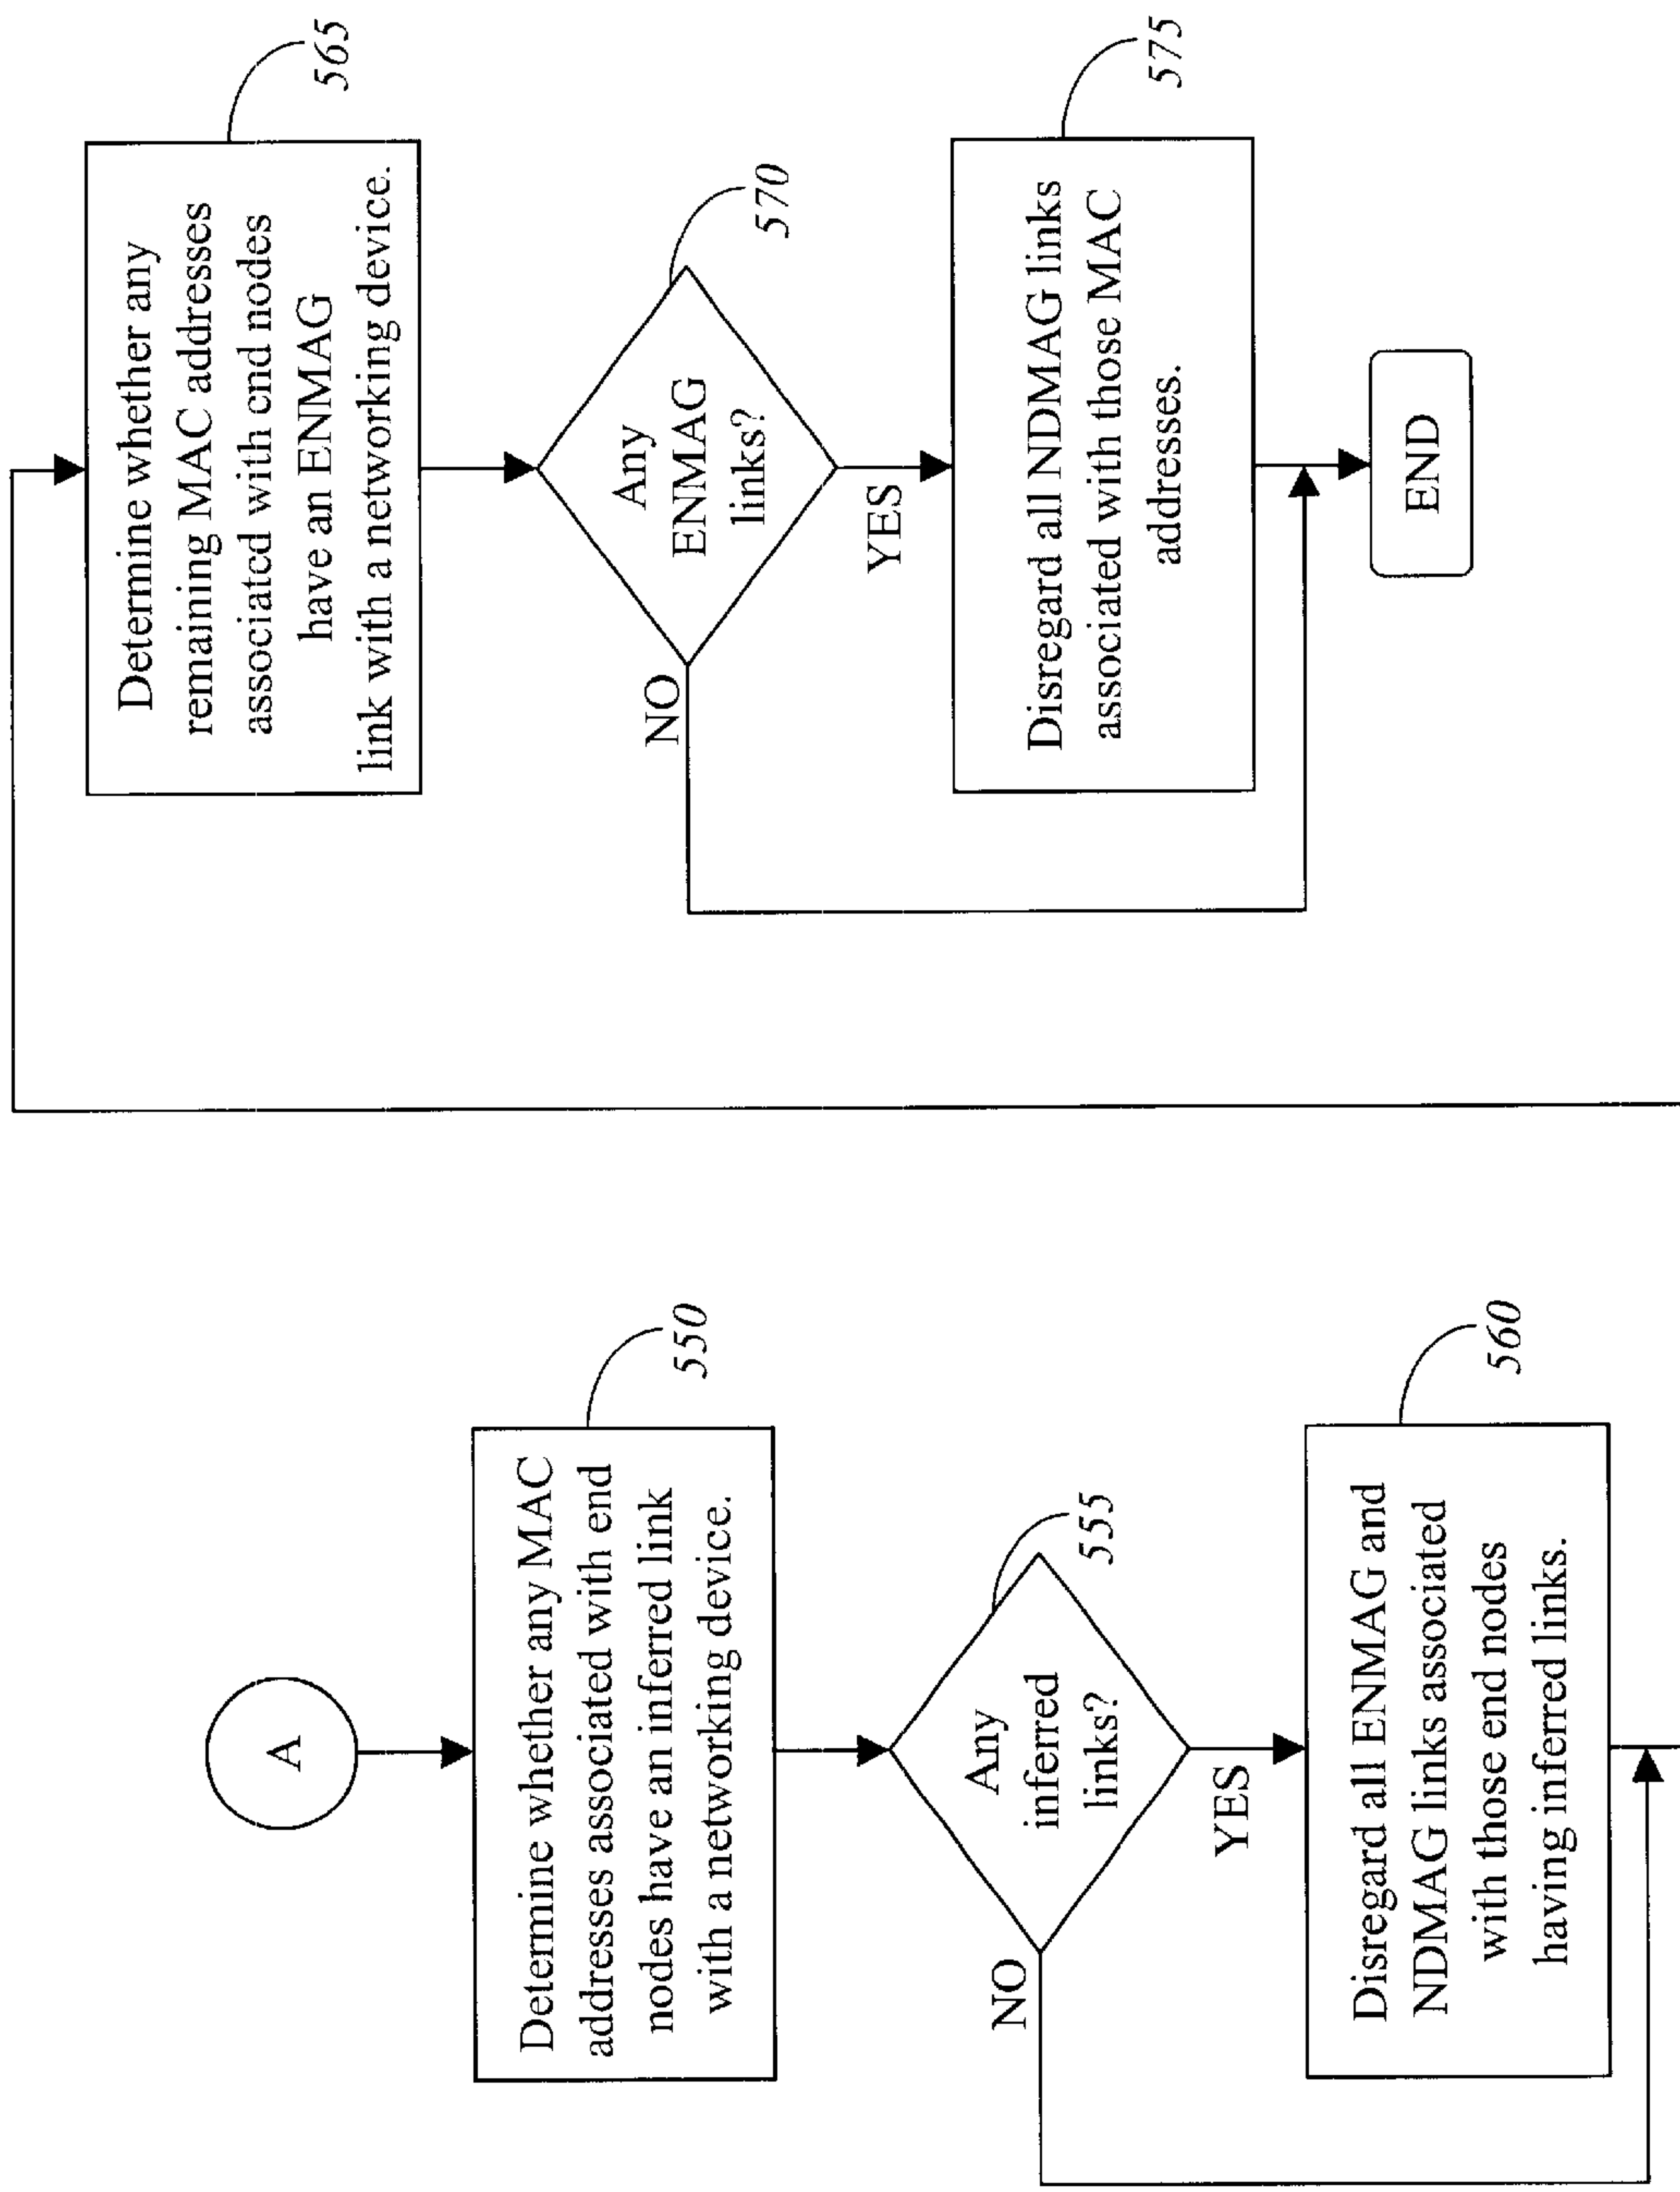 A
Determine whether any MAC
addresses associated with end
nodes have an inferred link
with a networking device.
550
Any
inferred
links?
555
NO
YES
Disregard all ENMAG and
NDMAG links associated
with those end nodes
having inferred links.
560
Determine whether any
remaining MAC addresses
associated with end nodes
have an ENMAG
link with a networking device.
565
Any
ENMAG
links?
570
NO
YES
Disregard all NDMAG links
associated with those MAC
addresses.
575
END